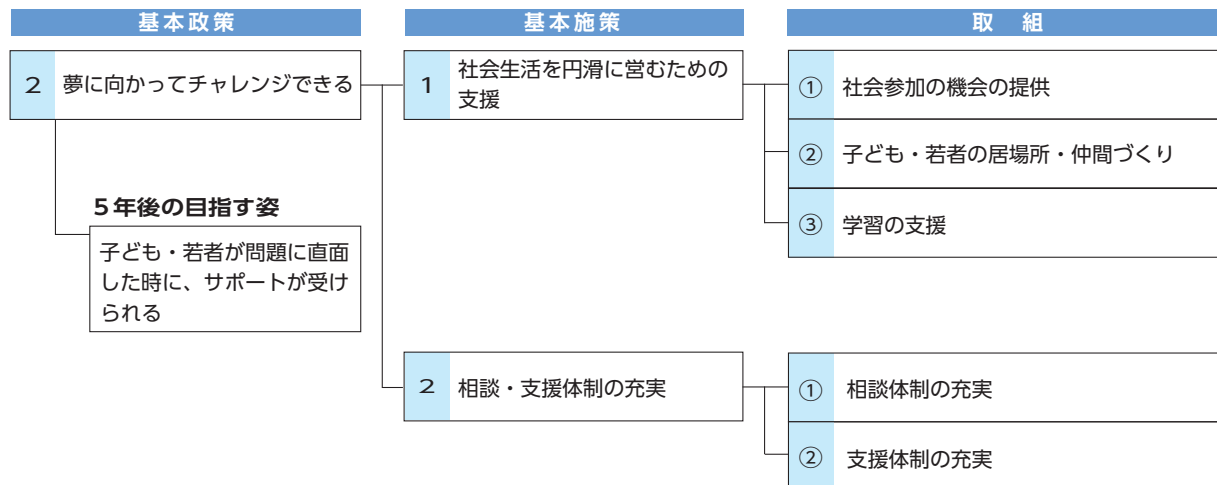 基本政策
基本施策
取 組
2 夢に向かってチャレンジできる
5年後の目指す姿
子ども・若者が問題に直面
した時に、サポートが受け
られる
1 社会生活を円滑に営むための
支援
① 社会参加の機会の提供
② 子ども・若者の居場所・仲間づくり
③ 学習の支援
2 相談・支援体制の充実
① 相談体制の充実
② 支援体制の充実